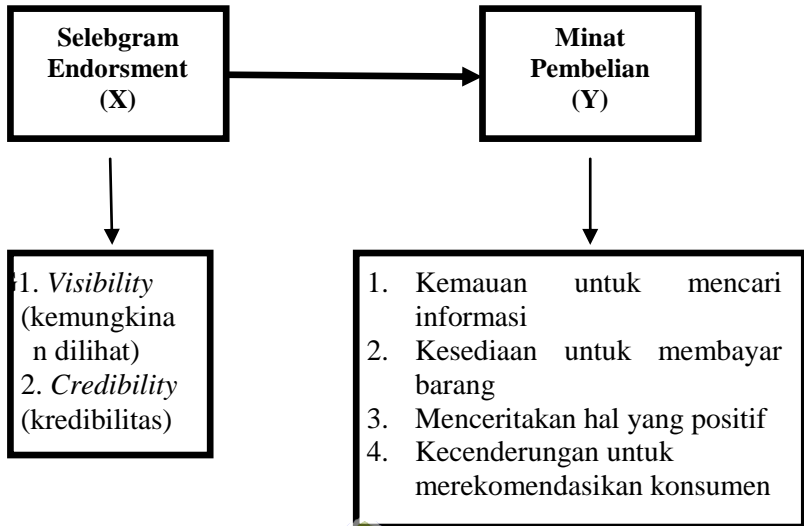 Selebgram
Endorsment
(X)
Minat
Pembelian
(Y)
1. Visibility
(kemungkina
n dilihat)
2. Credibility
(kredibilitas)
1. Kemauan untuk mencari
informasi
2. Kesediaan untuk membayar
barang
3. Menceritakan hal yang positif
4. Kecenderungan untuk
merekomendasikan konsumen